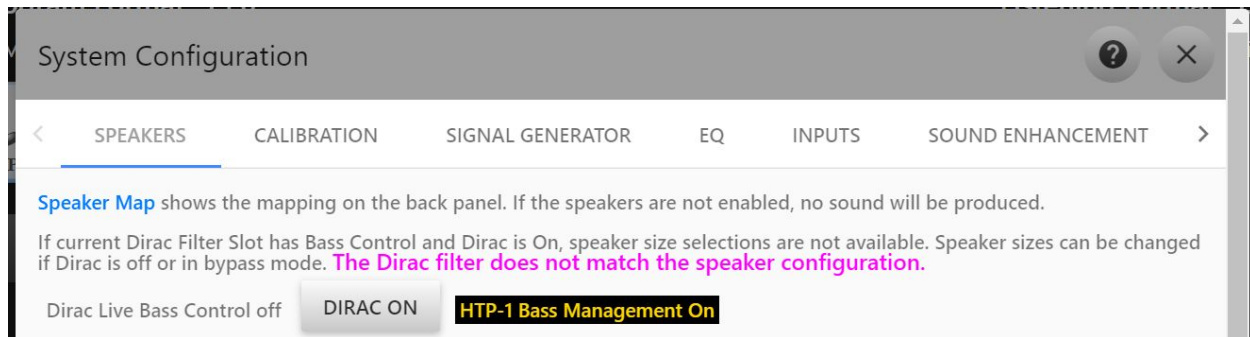 System Configuration
SPEAKERS CALIBRATION SIGNAL GENERATOR EQ INPUTS SOUND ENHANCEMENT
Speaker Map shows the mapping on the back panel. If the speakers are not enabled, no sound will be produced.
If current Dirac Filter Slot has Bass Control and Dirac is On, speaker size selections are not available. Speaker sizes can be changed
if Dirac is off or in bypass mode. The Dirac filter does not match the speaker configuration.
Dirac Live Bass Control off DIRAC ON HTP-1 Bass Management On